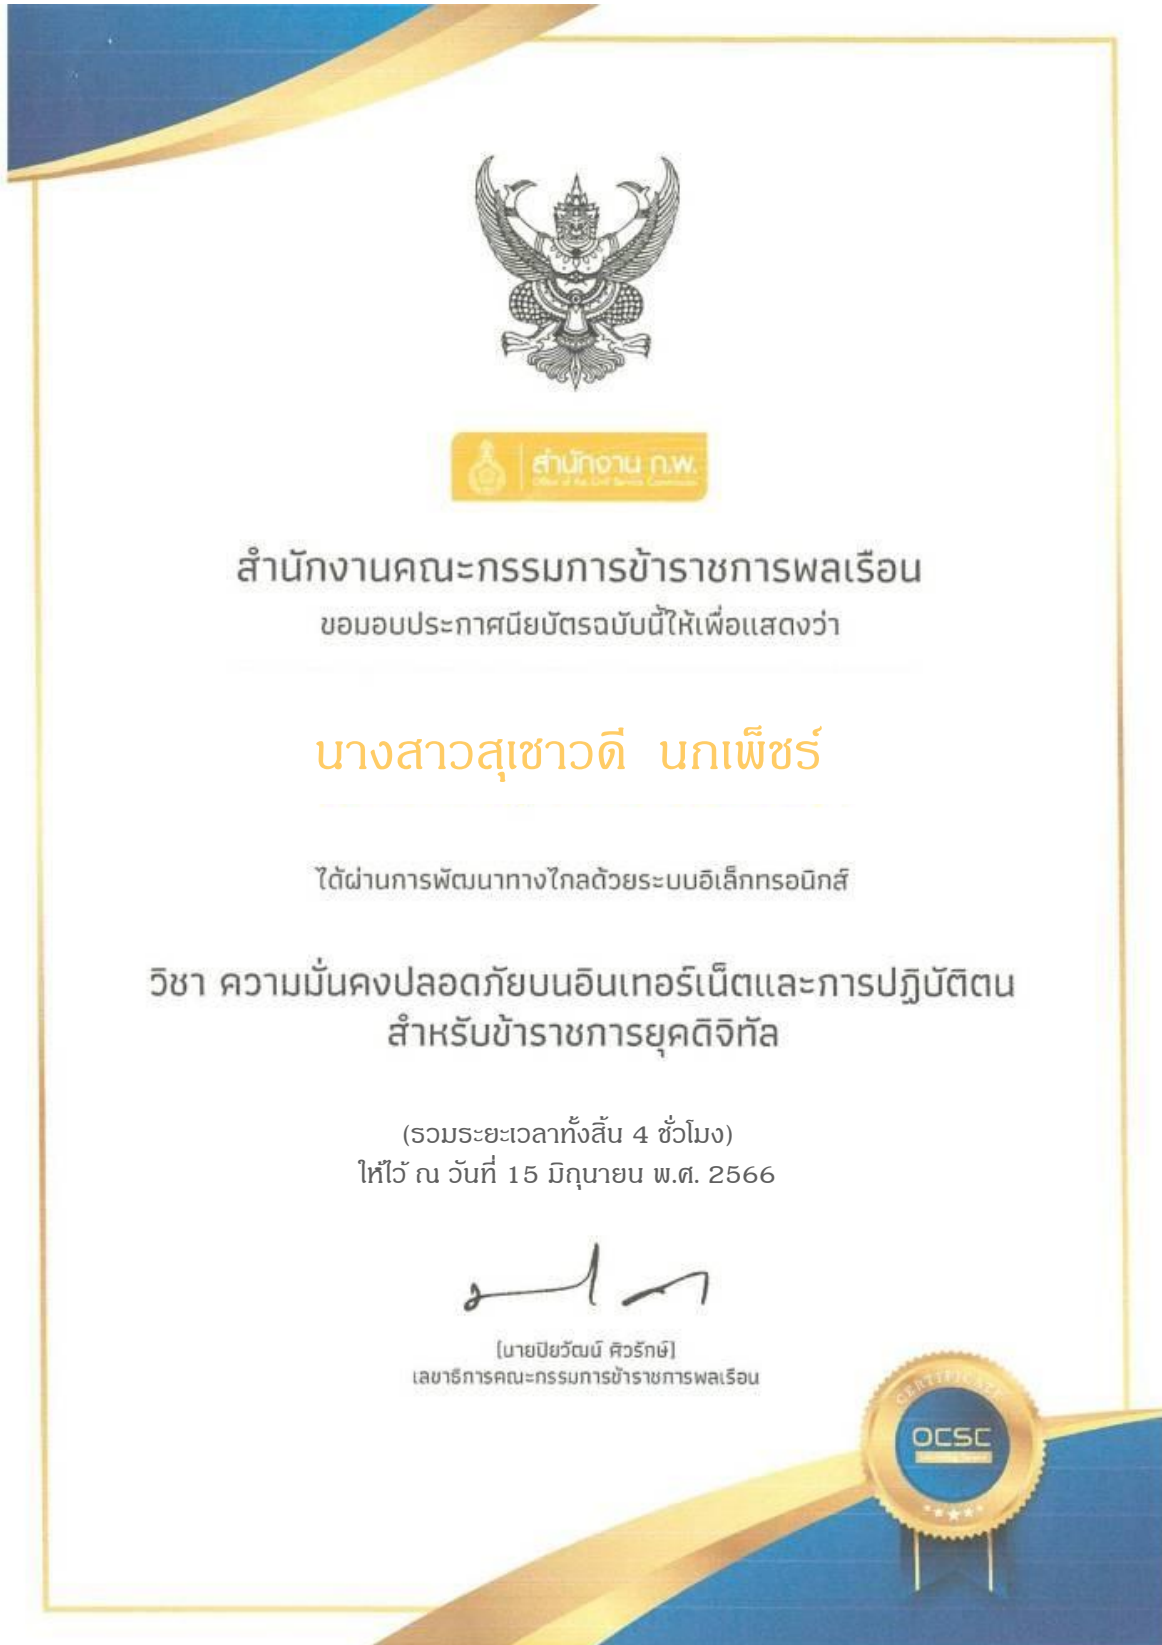 สำนักงาน ก.พ.
Office of the Civil Service Commission
สำนักงานคณะกรรมการข้าราชการพลเรือน
ขอมอบประกาศนียบัตรฉบับนี้ให้เพื่อแสดงว่า
นางสาวสุเชาวดี นกเพ็ชร์
ได้ผ่านการพัฒนาทางไกลด้วยระบบอิเล็กทรอนิกส์
วิชา ความมั่นคงปลอดภัยบนอินเทอร์เน็ตและการปฏิบัติตน
สำหรับข้าราชการยุคดิจิทัล
(รวมระยะเวลาทั้งสิ้น 4 ชั่วโมง)
ให้ไว้ ณ วันที่ 15 มิถุนายน พ.ศ. 2566
(นายปิยวัฒน์ ศิวรักษ์)
เลขาธิการคณะกรรมการข้าราชการพลเรือน
CERTIFICATE
OCSC